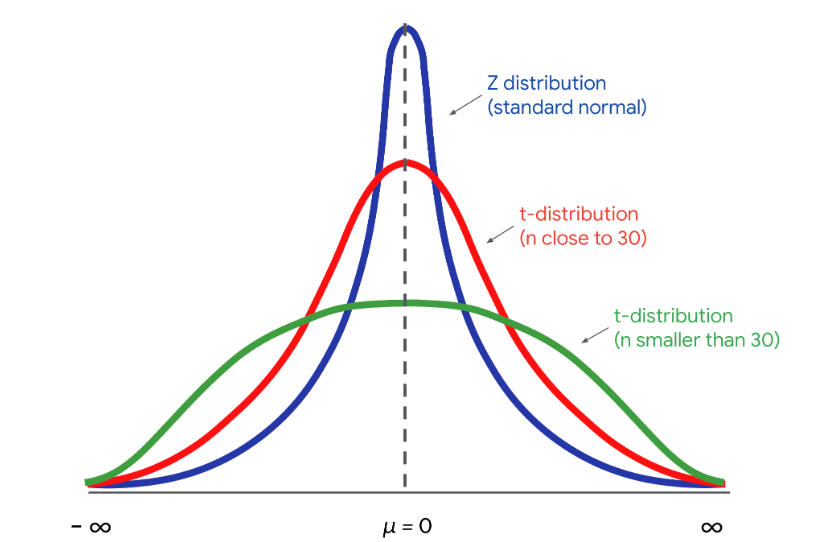 Z distribution
(standard normal)
t-distribution
(n close to 30)
t-distribution
(n smaller than 30)
- ∞
μ = 0
∞